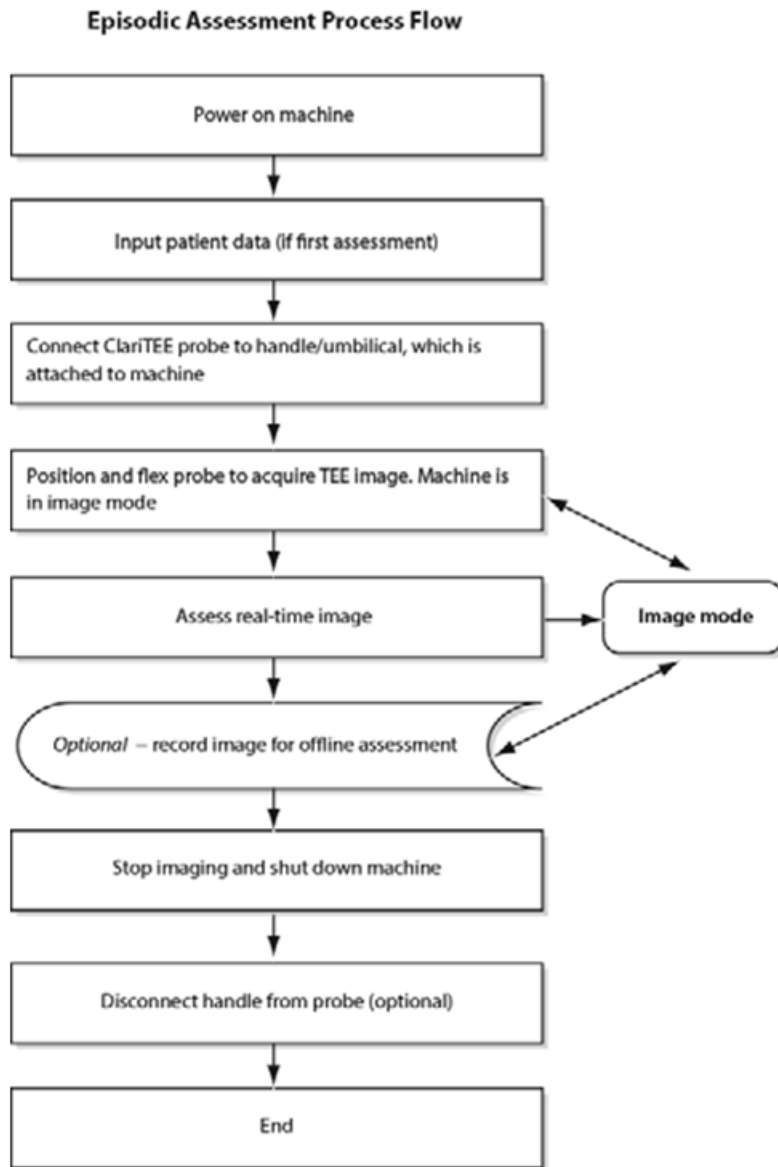 Episodic Assessment Process Flow
Power on machine
Input patient data (if first assessment)
Connect ClariTEE probe to handle/umbilical, which is
attached to machine
Position and flex probe to acquire TEE image. Machine is
in image mode
Assess real-time image
Image mode
Optional – record image for offline assessment
Stop imaging and shut down machine
Disconnect handle from probe (optional)
End